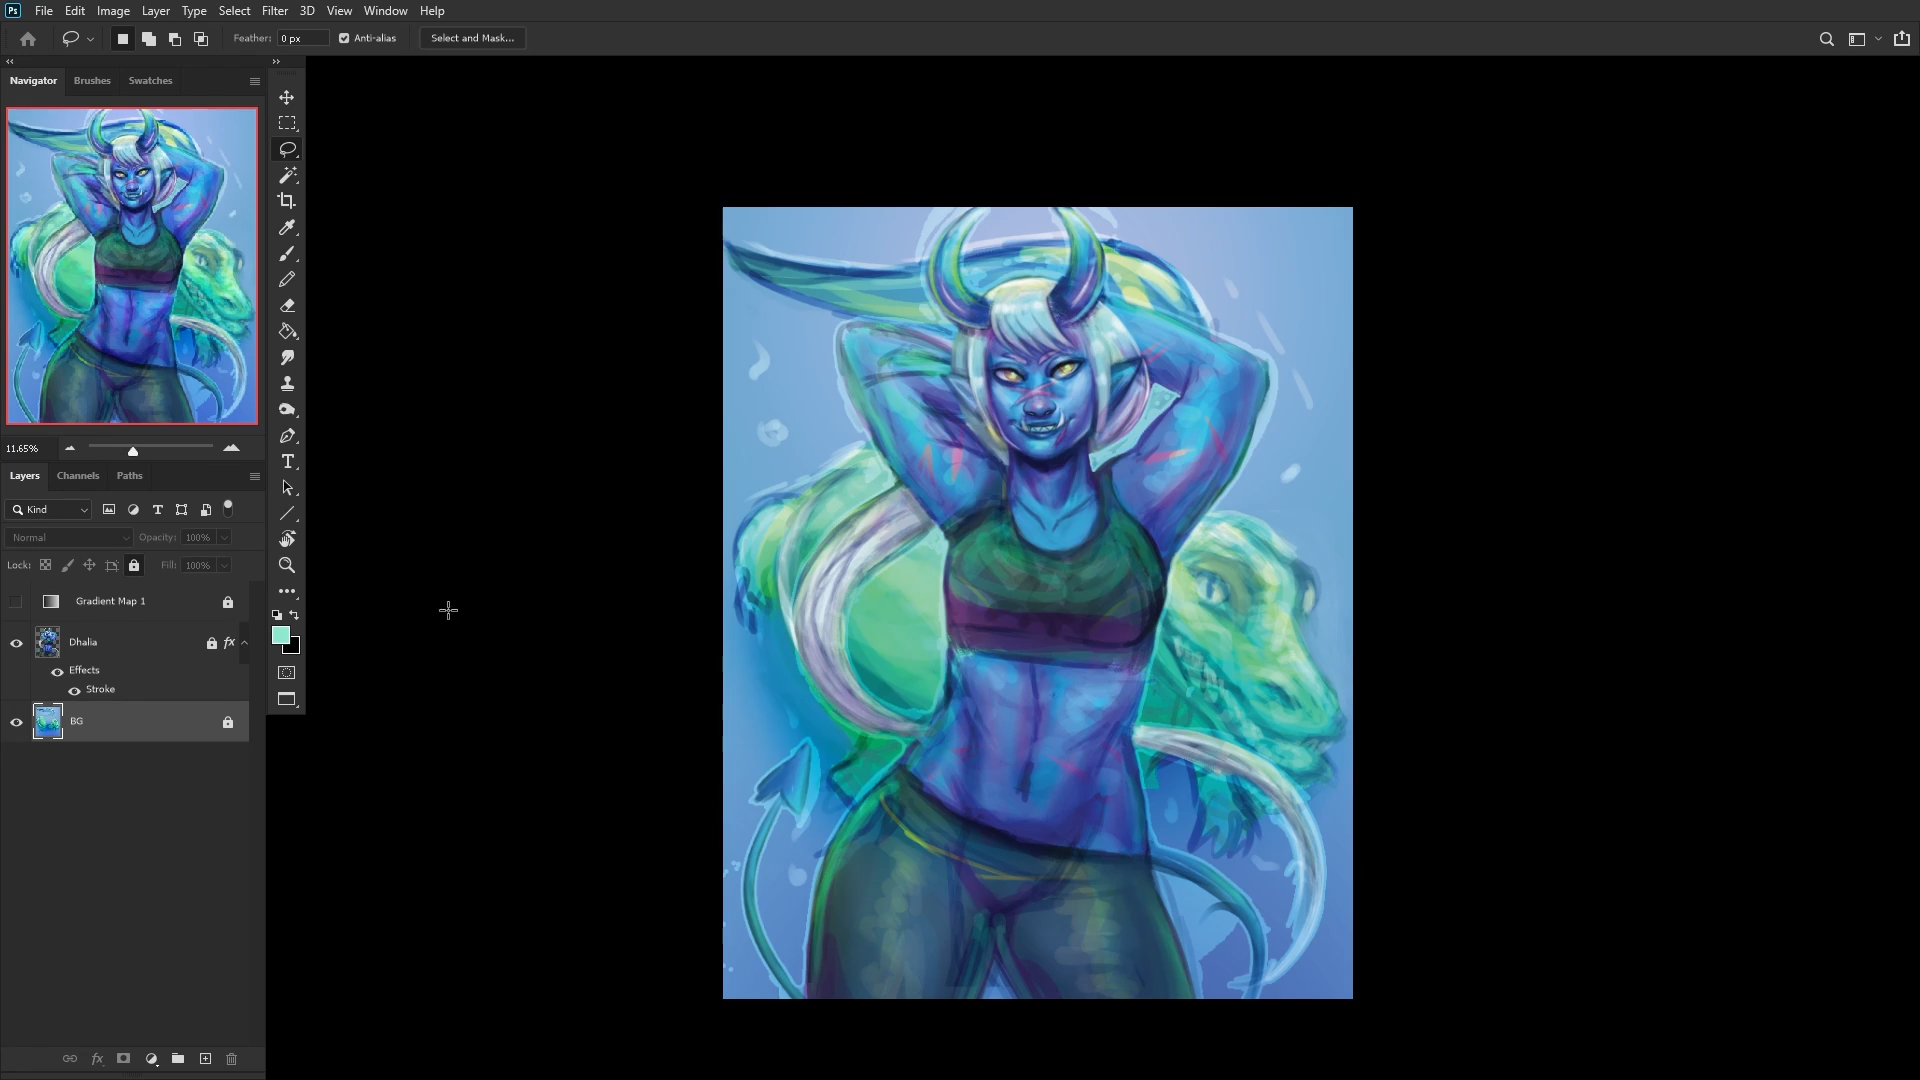 Ps File Edit Image Layer Type Select Filter 3D View Window Help
Feather: 0 px Anti-alias Select and Mask...
Navigator Brushes Swatches
11.65%
Layers Channels Paths
Kind T
Normal Opacity: 100%
Lock: Fill: 100%
Gradient Map 1
Dhalia fx
Effects
Stroke
BG
fx